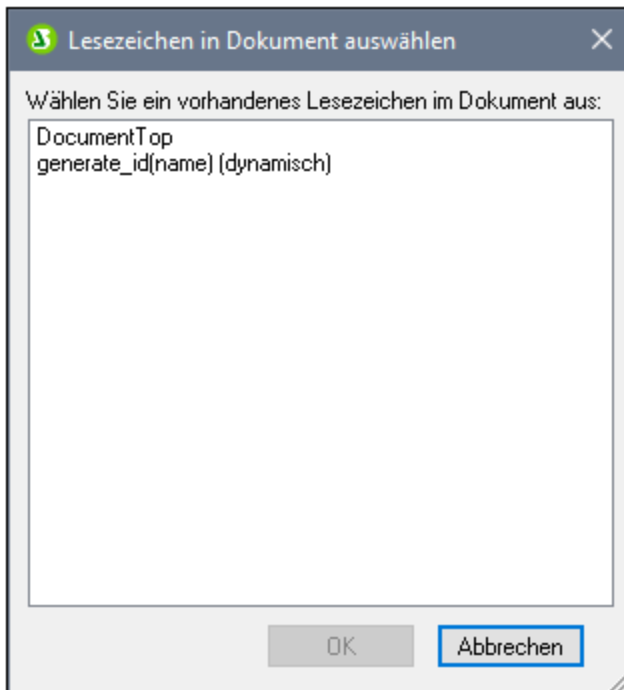 Lesezeichen in Dokument auswählen
Wählen Sie ein vorhandenes Lesezeichen im Dokument aus:
DocumentTop
generate_id(name) (dynamisch)
OK
Abbrechen